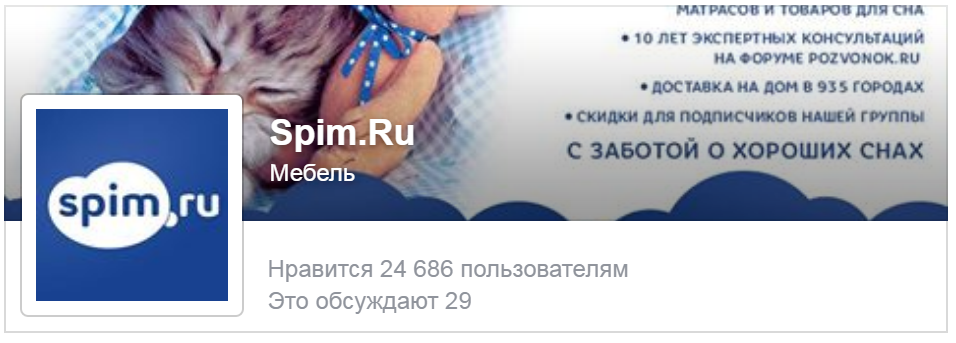 МАТРАСОВ И ТОВАРОВ ДЛЯ СНА
• 10 ЛЕТ ЭКСПЕРТНЫХ КОНСУЛЬТАЦИЙ
НА ФОРУМЕ POZVONOK.RU
• ДОСТАВКА НА ДОМ В 935 ГОРОДАХ
• СКИДКИ ДЛЯ ПОДПИСЧИКОВ НАШЕЙ ГРУППЫ
С ЗАБОТОЙ О ХОРОШИХ СНАХ
Spim.Ru
Мебель
spim.ru
Нравится 24 686 пользователям
Это обсуждают 29